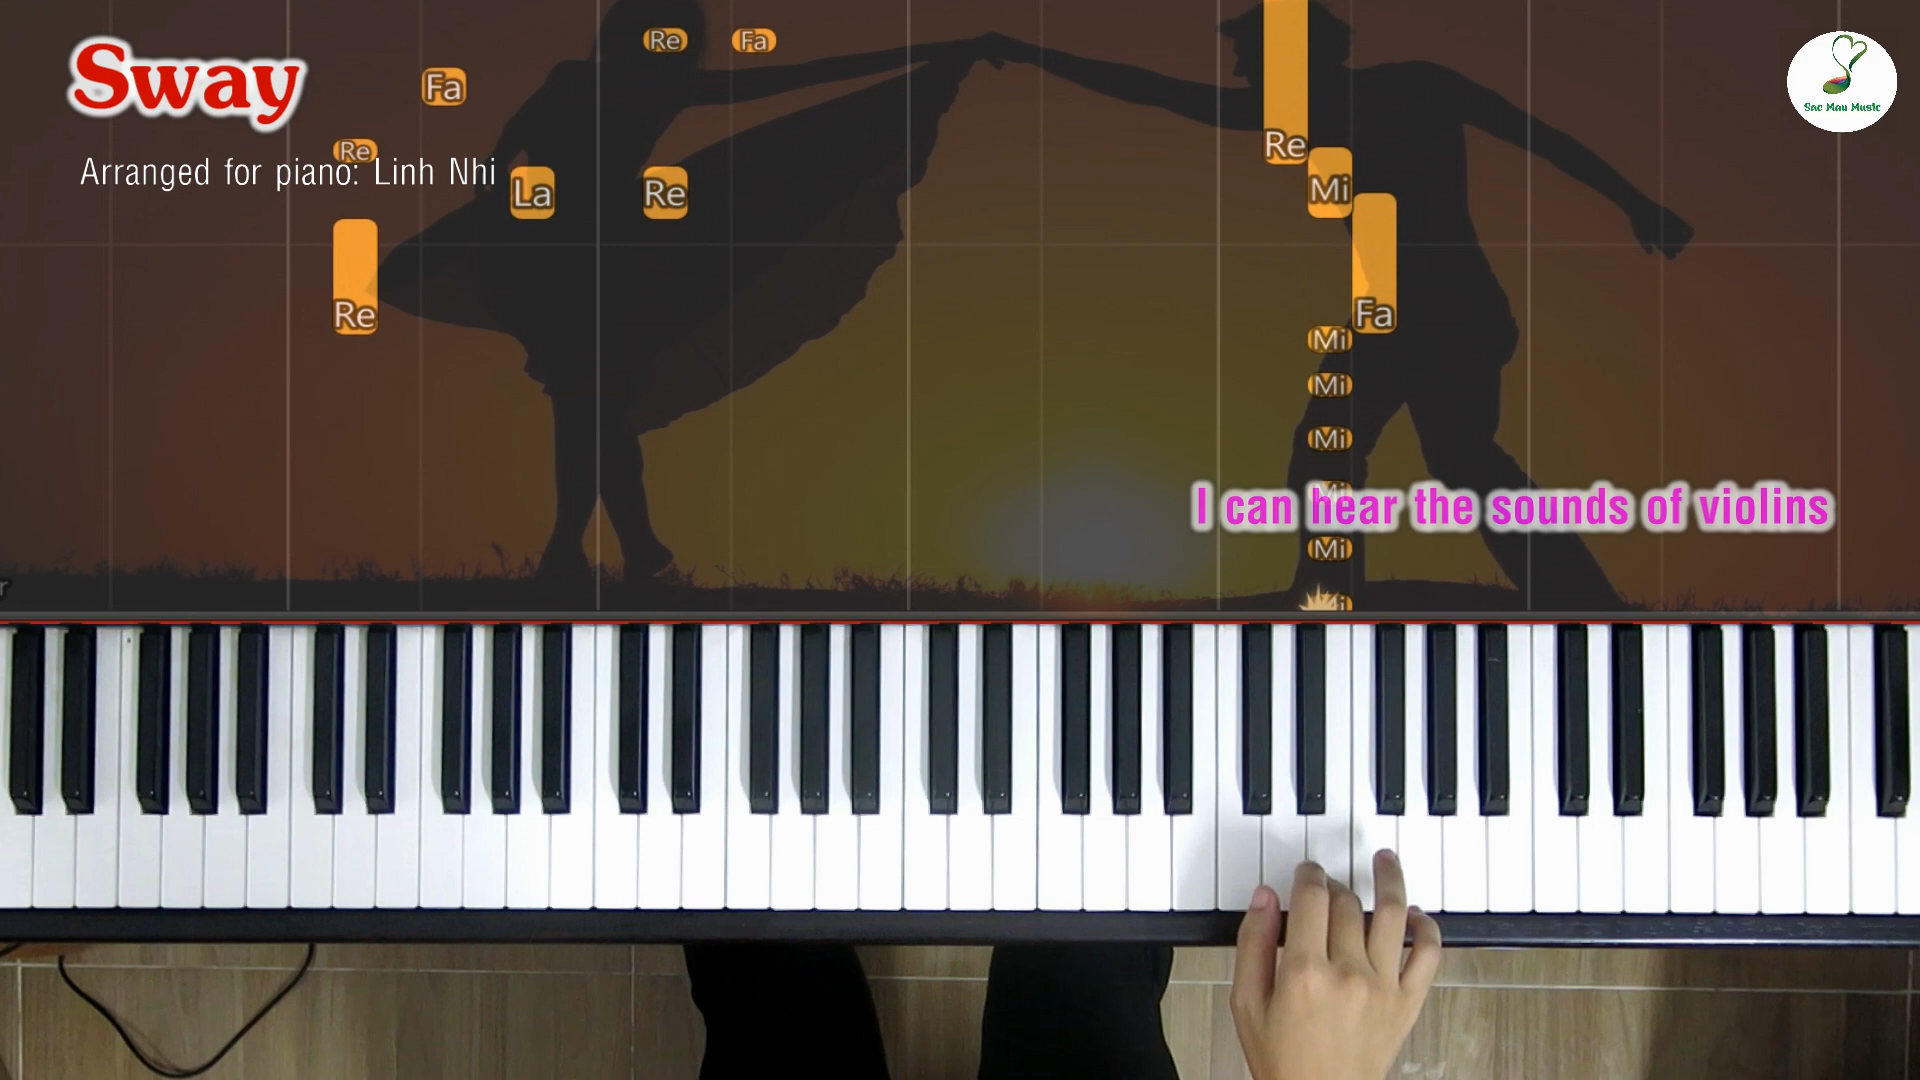 Sway
Arranged for piano: Linh Nhi
Sac Mau Music
Re Fa
Fa
Re
La Re
Re
Re
Mi
Fa
Mi
Mi
Mi
I can hear the sounds of violins
Mi